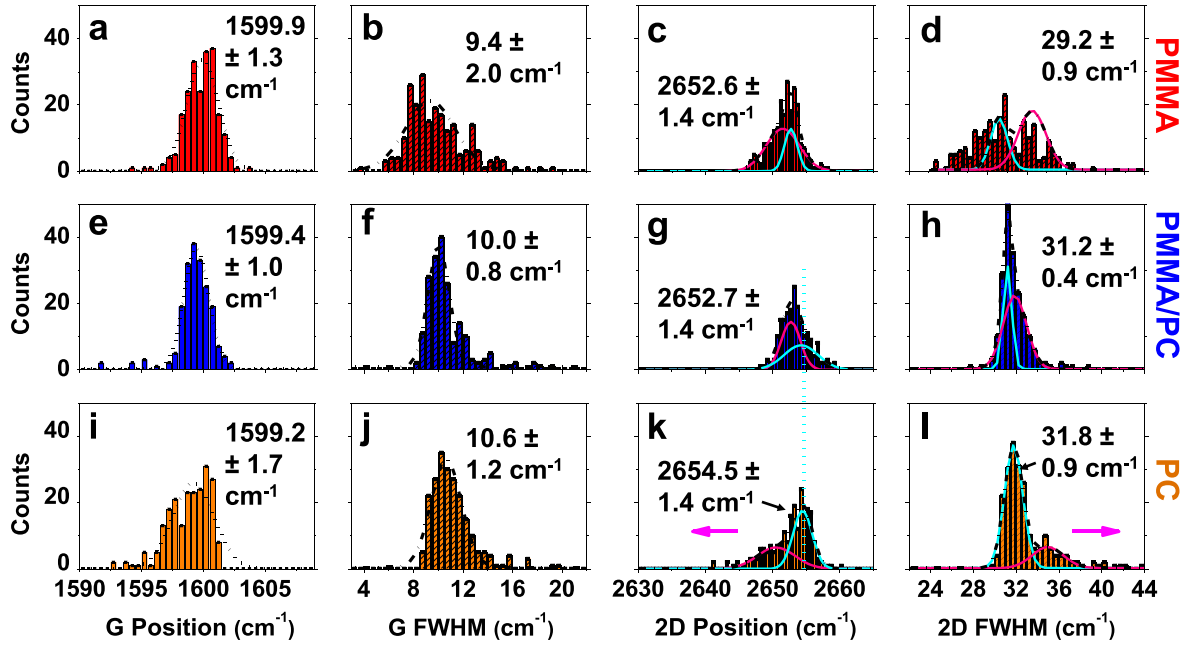 a
1599.9
± 1.3
cm-1
b
9.4 ±
2.0 cm-1
c
2652.6 ±
1.4 cm-1
d
29.2 ±
0.9 cm-1
PMMA
Counts
40
20
0
e
1599.4
± 1.0
cm-1
f
10.0 ±
0.8 cm-1
g
2652.7 ±
1.4 cm-1
h
31.2 ±
0.4 cm-1
PMMA/PC
Counts
40
20
0
i
1599.2
± 1.7
cm-1
j
10.6 ±
1.2 cm-1
k
2654.5 ±
1.4 cm-1
l
31.8 ±
0.9 cm-1
PC
Counts
40
20
0
1590 1595 1600 1605
4 8 12 16 20
2630 2640 2650 2660
24 28 32 36 40 44
G Position (cm-1)
G FWHM (cm-1)
2D Position (cm-1)
2D FWHM (cm-1)